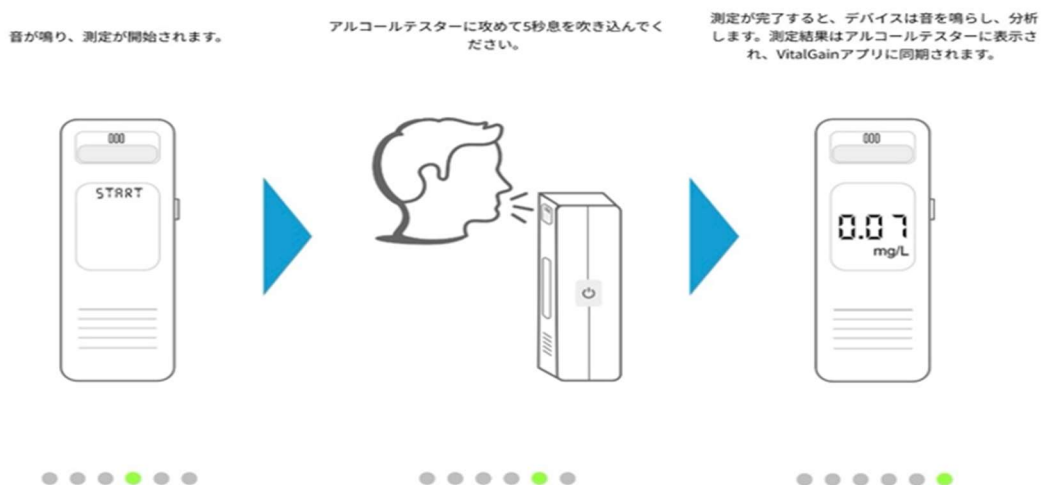 音が鳴り、測定が開始されます。
アルコールテスターに攻めて5秒息を吹き込んでく
ださい。
測定が完了すると、デバイスは音を鳴らし、分析
します。測定結果はアルコールテスターに表示さ
れ、VitalGainアプリに同期されます。
000
START
000
0.07
mg/L